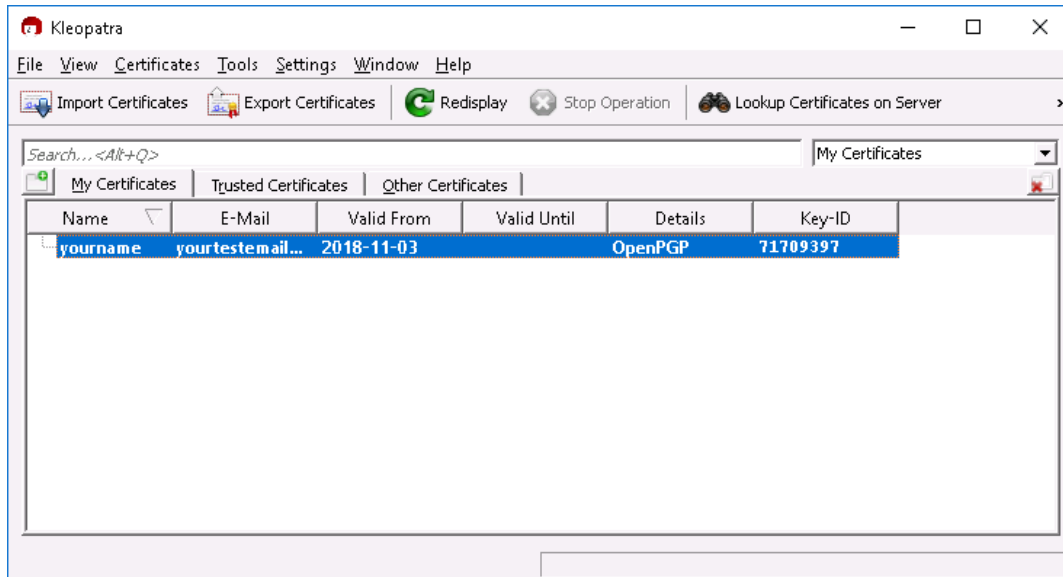 Kleopatra
File View Certificates Tools Settings Window Help
Import Certificates Export Certificates Redisplay Stop Operation Lookup Certificates on Server
Search...<Alt+Q> My Certificates
My Certificates Trusted Certificates Other Certificates
Name E-Mail Valid From Valid Until Details Key-ID
yourname yourtestemail... 2018-11-03 OpenPGP 71709397